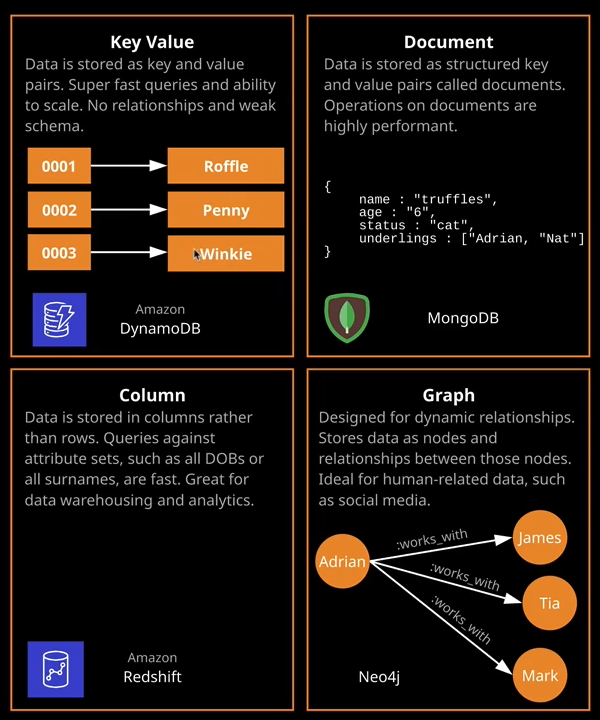 Key Value
Data is stored as key and value
pairs. Super fast queries and ability
to scale. No relationships and weak
schema.
0001
Roffle
0002
Penny
0003
Winkie
Amazon
DynamoDB
Document
Data is stored as structured key
and value pairs called documents.
Operations on documents are
highly performant.
{
name : "truffles",
age : "6",
status : "cat",
underlings : ["Adrian, "Nat"]
}
MongoDB
Column
Data is stored in columns rather
than rows. Queries against
attribute sets, such as all DOBs or
all surnames, are fast. Great for
data warehousing and analytics.
Amazon
Redshift
Graph
Designed for dynamic relationships.
Stores data as nodes and
relationships between those nodes.
Ideal for human-related data, such
as social media.
Adrian
:works_with
James
:works_with
Tia
:works_with
Mark
Neo4j